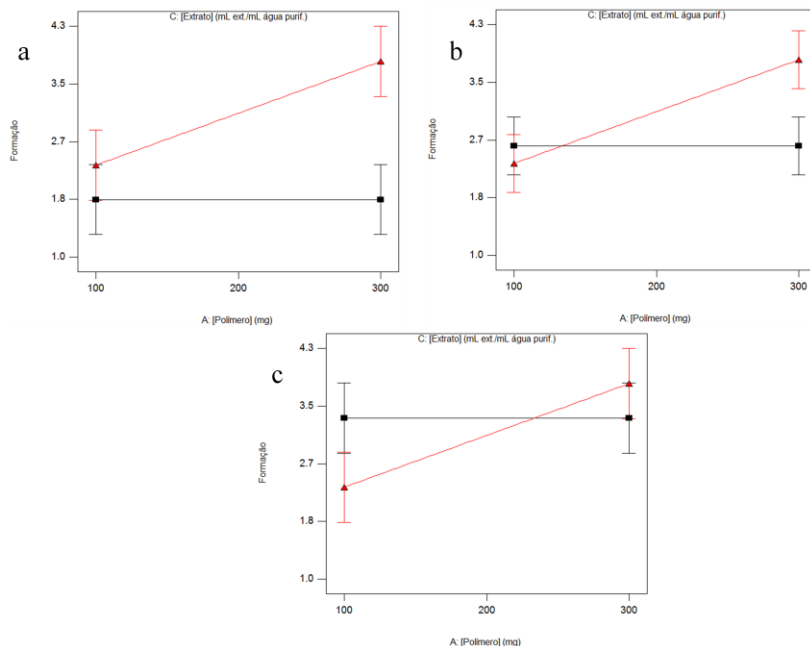 a
C: [Extrato] (mL ext./mL água purif.)
4.3
3.5
2.7
1.8
1.0
Formação
100
200
300
A: [Polímero] (mg)
b
C: [Extrato] (mL ext./mL água purif.)
4.3
3.5
2.7
1.8
1.0
Formação
100
200
300
A: [Polímero] (mg)
c
C: [Extrato] (mL ext./mL água purif.)
4.3
3.5
2.7
1.8
1.0
Formação
100
200
300
A: [Polímero] (mg)